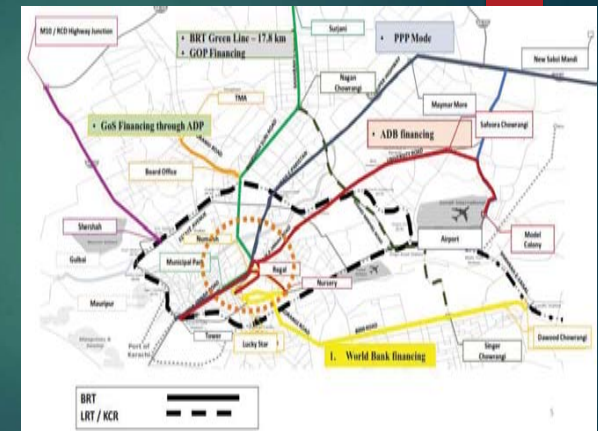 M10 / RCD Highway Junction
• BRT Green Line – 17.8 km
• GOP Financing
Surjani
• PPP Mode
New Sabzi Mandi
Nagan
Chowrangi
TMA
Maymar More
Safoora Chowrangi
• GoS Financing through ADP
• ADB financing
Board Office
Shershah
Numaish
Airport
Model
Colony
Gulbai
Municipal Park
Regal
Nursery
Mauripur
Port of
Karachi
Tower
Lucky Star
1. World Bank financing
Singer
Chowrangi
Dawood Chowrangi
BRT
LRT / KCR
5